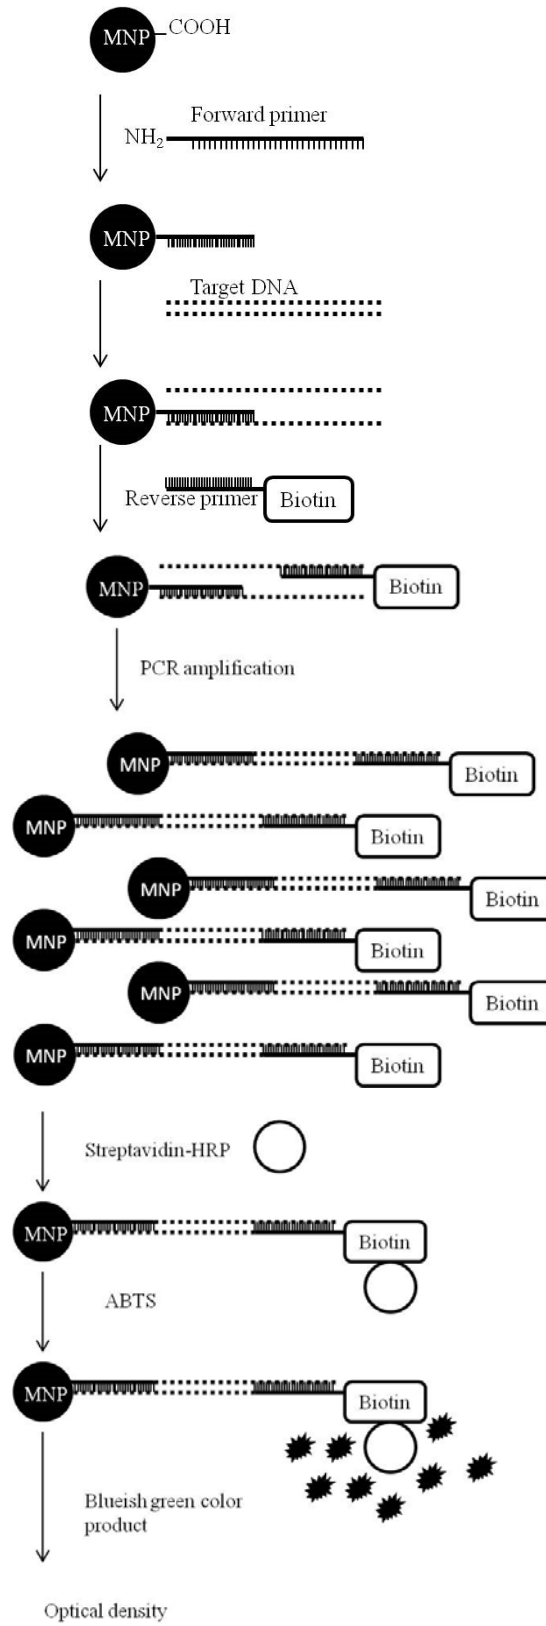 MNP
COOH
Forward primer
NH2
MNP
Target DNA
MNP
Reverse primer
Biotin
MNP
Biotin
PCR amplification
MNP
Biotin
MNP
Biotin
MNP
Biotin
MNP
Biotin
MNP
Biotin
MNP
Biotin
Streptavidin-HRP
MNP
Biotin
ABTS
MNP
Biotin
Blueish green color
product
Optical density